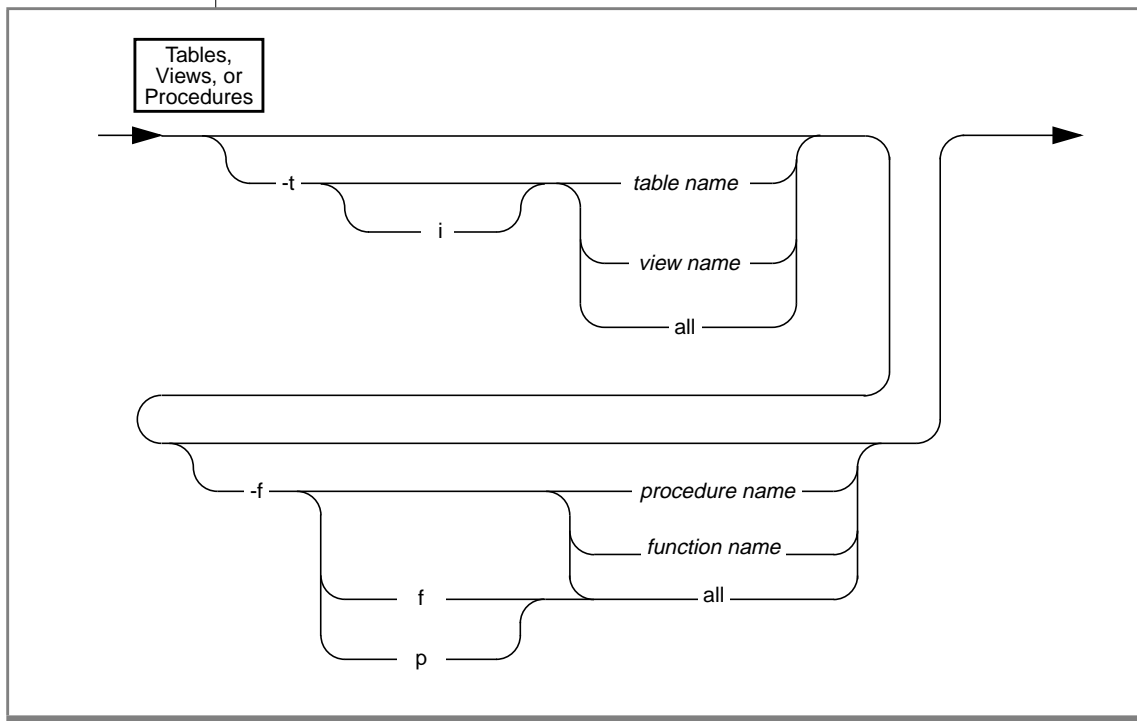 Tables,
Views, or
Procedures
-t
table name
i
view name
all
-f
procedure name
function name
f
all
p